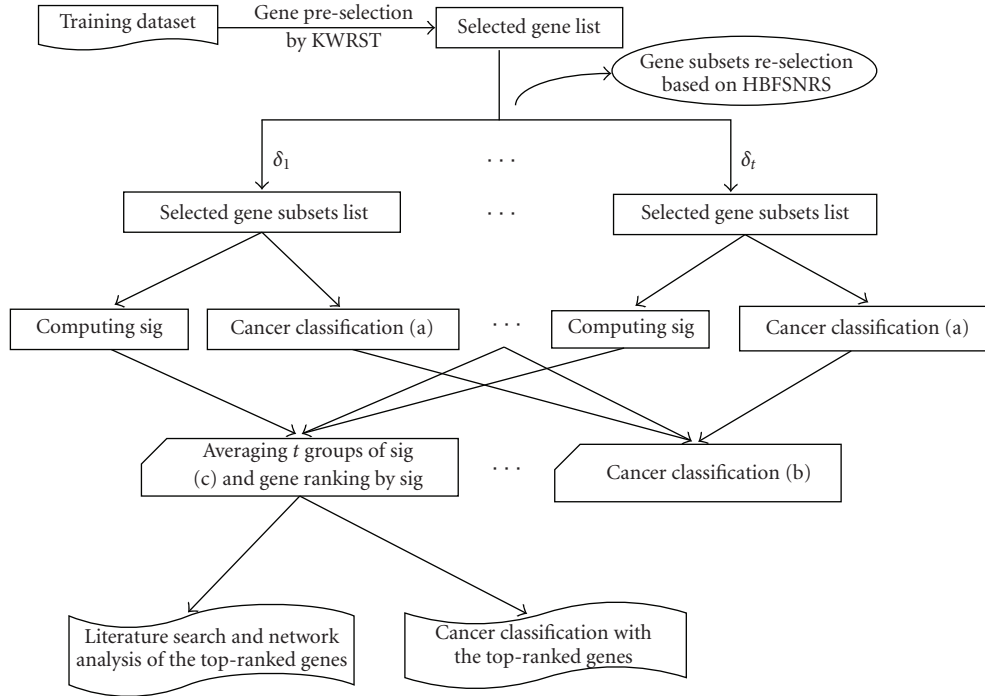 Training dataset
Gene pre-selection
by KWRST
Selected gene list
Gene subsets re-selection
based on HBFSNRS
δ1
· · ·
δt
Selected gene subsets list
· · ·
Selected gene subsets list
Computing sig
Cancer classification (a)
· · ·
Computing sig
Cancer classification (a)
Averaging t groups of sig
(c) and gene ranking by sig
· · ·
Cancer classification (b)
Literature search and network
analysis of the top-ranked genes
Cancer classification with
the top-ranked genes